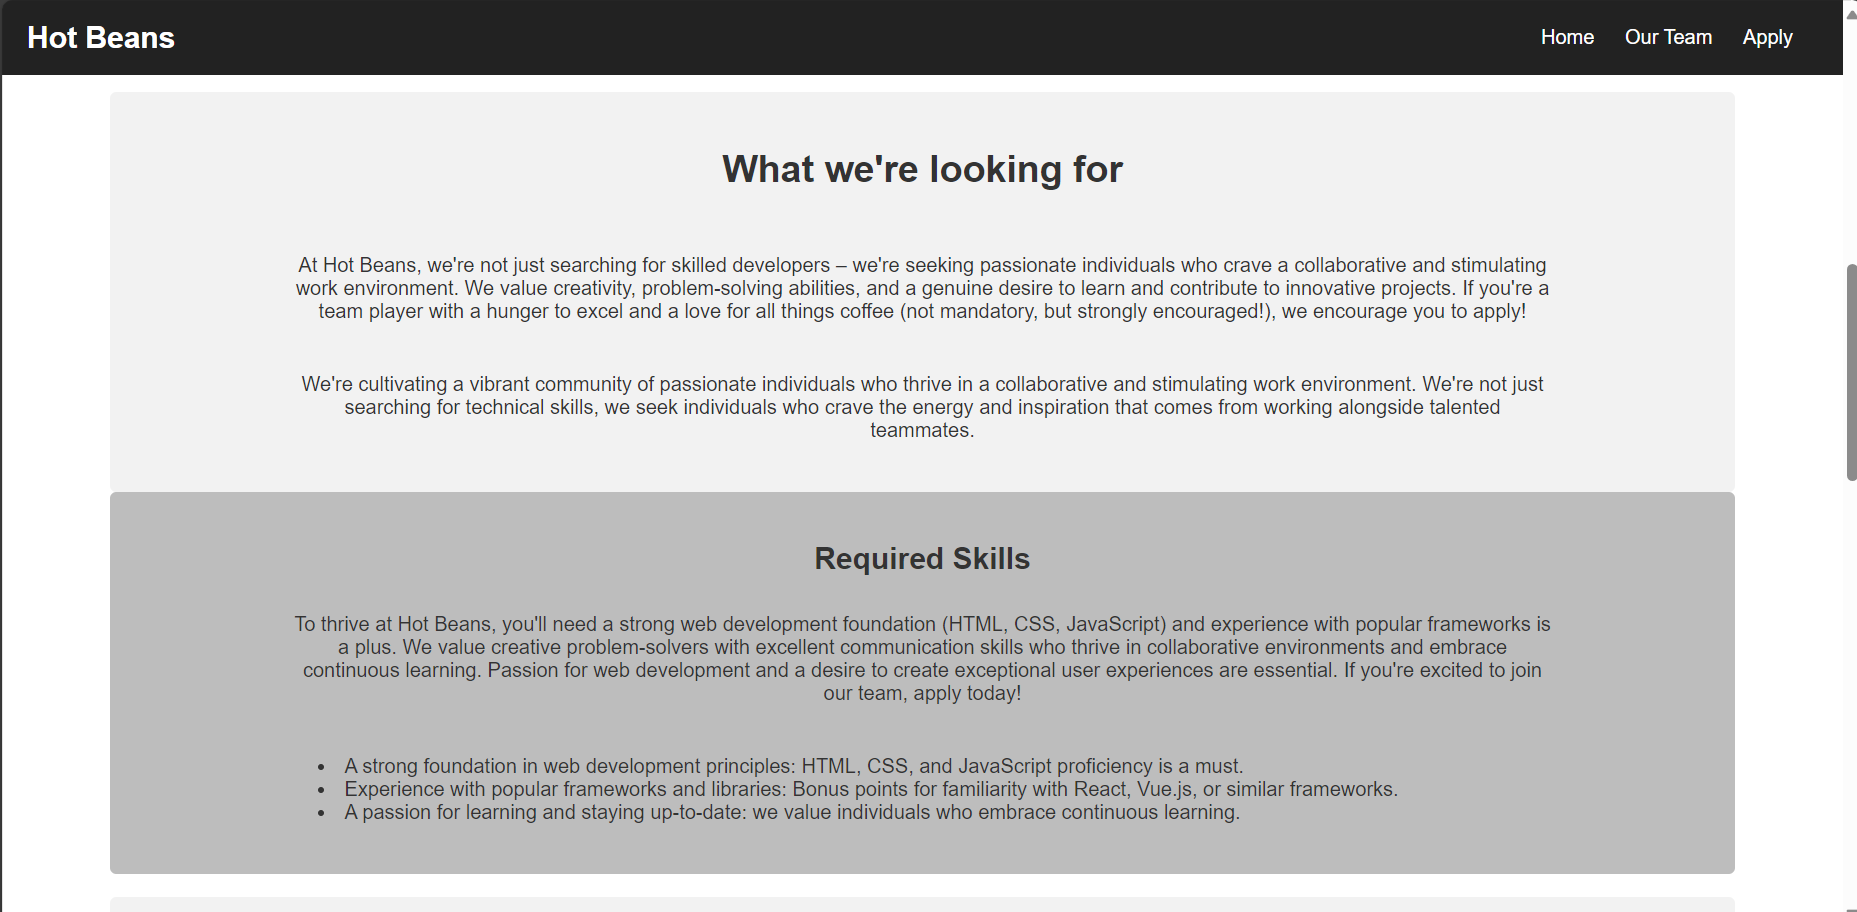 Hot Beans
Home
Our Team
Apply
What we're looking for
At Hot Beans, we're not just searching for skilled developers – we're seeking passionate individuals who crave a collaborative and stimulating
work environment. We value creativity, problem-solving abilities, and a genuine desire to learn and contribute to innovative projects. If you're a
team player with a hunger to excel and a love for all things coffee (not mandatory, but strongly encouraged!), we encourage you to apply!
We're cultivating a vibrant community of passionate individuals who thrive in a collaborative and stimulating work environment. We're not just
searching for technical skills, we seek individuals who crave the energy and inspiration that comes from working alongside talented
teammates.
Required Skills
To thrive at Hot Beans, you'll need a strong web development foundation (HTML, CSS, JavaScript) and experience with popular frameworks is
a plus. We value creative problem-solvers with excellent communication skills who thrive in collaborative environments and embrace
continuous learning. Passion for web development and a desire to create exceptional user experiences are essential. If you're excited to join
our team, apply today!
• A strong foundation in web development principles: HTML, CSS, and JavaScript proficiency is a must.
• Experience with popular frameworks and libraries: Bonus points for familiarity with React, Vue.js, or similar frameworks.
• A passion for learning and staying up-to-date: we value individuals who embrace continuous learning.